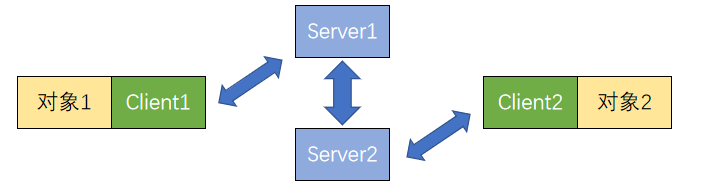 Server1
对象1
Client1
Client2
对象2
Server2